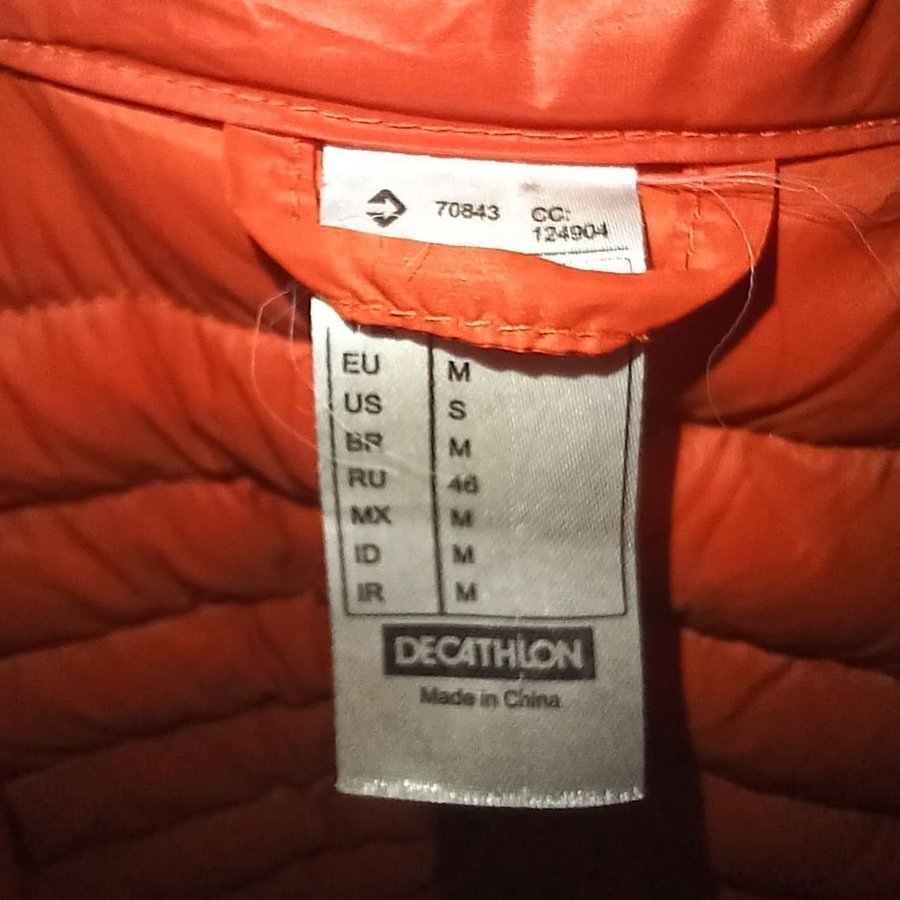 70843 CC:
124904
EU M
US S
BR M
RU 46
MX M
ID M
IR M
DECATHLON
Made in China